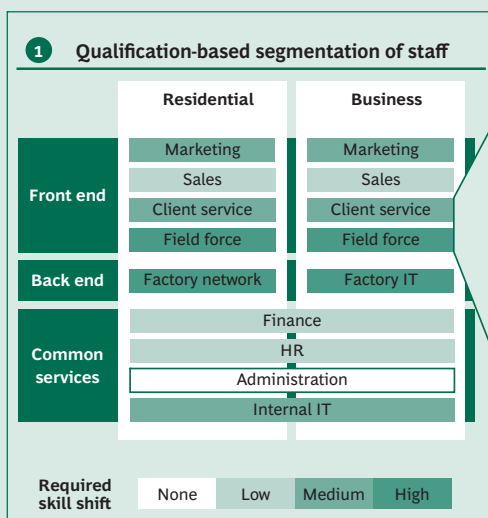 1 Qualification-based segmentation of staff
Residential Business
Front end
Marketing Marketing
Sales Sales
Client service Client service
Field force Field force
Back end
Factory network Factory IT
Common
services
Finance
HR
Administration
Internal IT
Required
skill shift
None Low Medium High